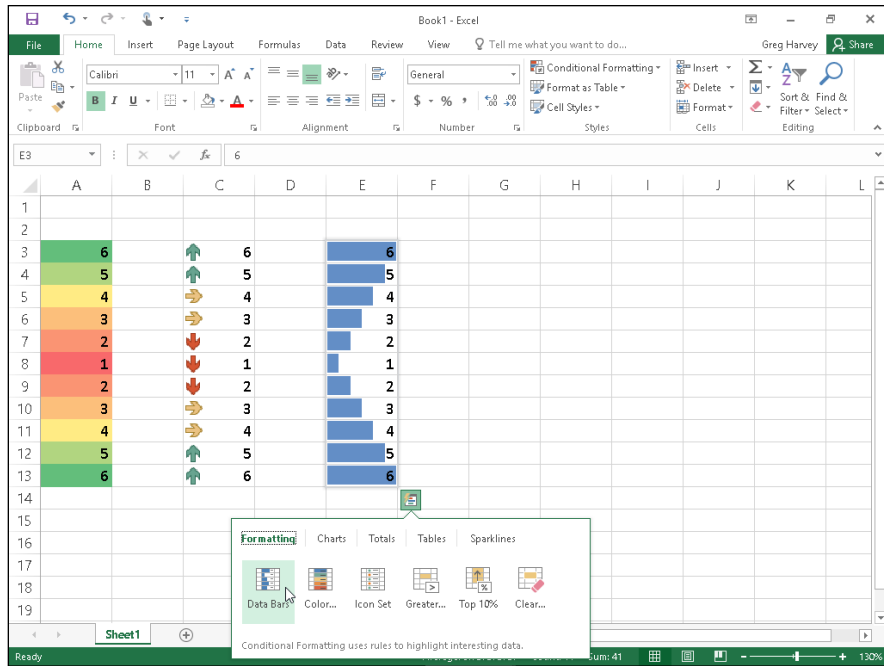 Book1 - Excel
File Home Insert Page Layout Formulas Data Review View Tell me what you want to do... Greg Harvey Share
Paste
Calibri 11 A A
B I U A
General
$ % , .00 .0
Conditional Formatting
Format as Table
Cell Styles
Insert
Delete
Format
Sort & Filter
Find & Select
Clipboard Font Alignment Number Styles Cells Editing
E3 fx 6
A B C D E F G H I J K L
1
2
3 6 6 6
4 5 5 5
5 4 4 4
6 3 3 3
7 2 2 2
8 1 1 1
9 2 2 2
10 3 3 3
11 4 4 4
12 5 5 5
13 6 6 6
14
15
16
17
18
19
Formatting Charts Totals Tables Sparklines
Data Bars Color... Icon Set Greater... Top 10% Clear...
Conditional Formatting uses rules to highlight interesting data.
Sheet1
Ready Sum: 41 130%